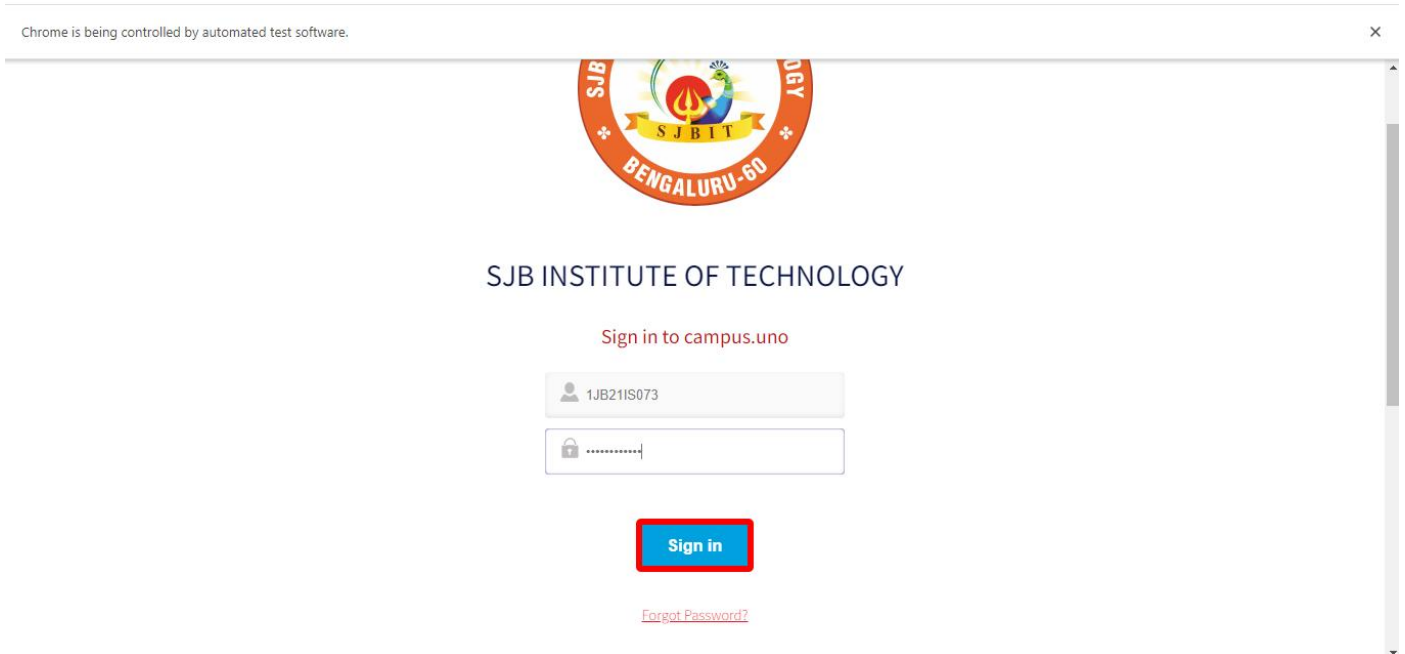 Chrome is being controlled by automated test software.
SJB
OGY
SJBIT
BENGALURU-60
SJB INSTITUTE OF TECHNOLOGY
Sign in to campus.uno
1JB21IS073
••••••••••••
Sign in
Forgot Password?